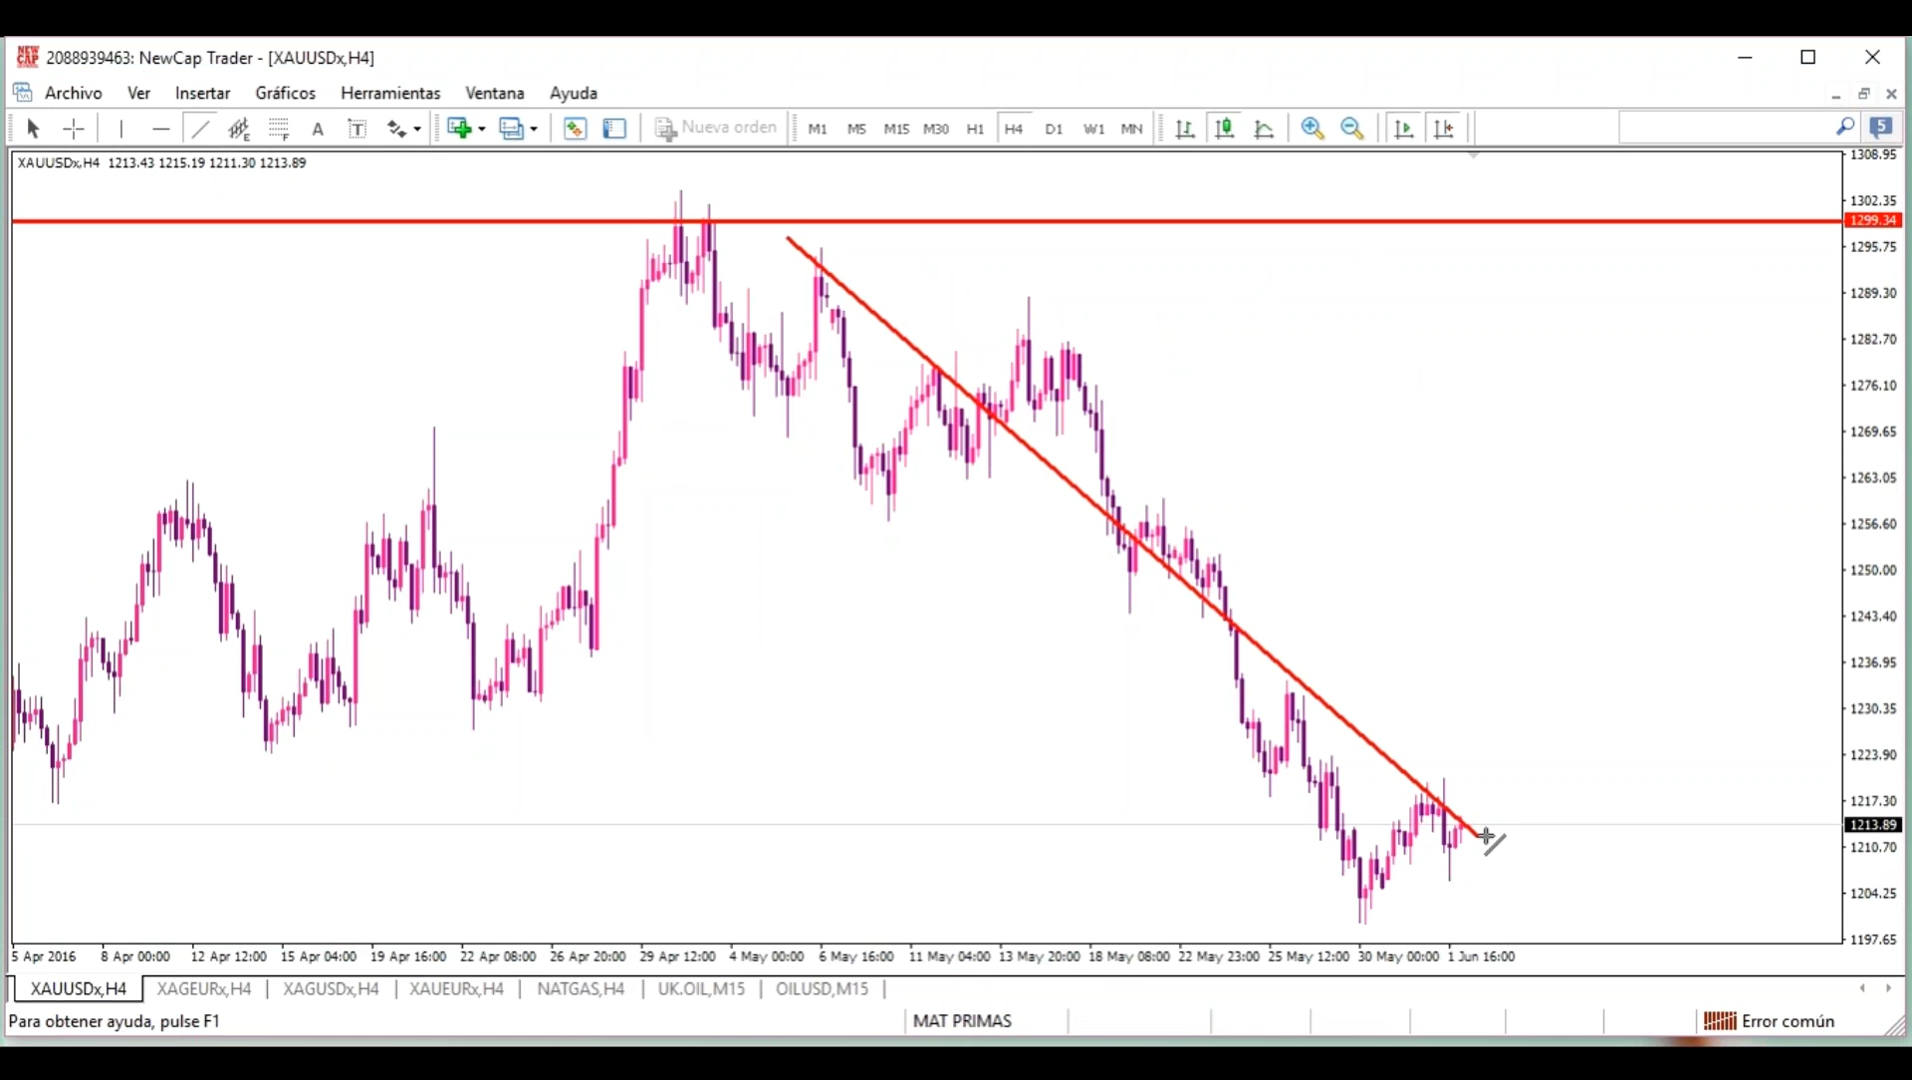 NEW CAP 2088939463: NewCap Trader - [XAUUSDx,H4]
Archivo Ver Insertar Gráficos Herramientas Ventana Ayuda
E F A T Nueva orden M1 M5 M15 M30 H1 H4 D1 W1 MN 5
XAUUSDx,H4 1213.43 1215.19 1211.30 1213.89
1308.95
1302.35
1299.34
1295.75
1289.30
1282.70
1276.10
1269.65
1263.05
1256.60
1250.00
1243.40
1236.95
1230.35
1223.90
1217.30
1213.89
1210.70
1204.25
1197.65
5 Apr 2016 8 Apr 00:00 12 Apr 12:00 15 Apr 04:00 19 Apr 16:00 22 Apr 08:00 26 Apr 20:00 29 Apr 12:00 4 May 00:00 6 May 16:00 11 May 04:00 13 May 20:00 18 May 08:00 22 May 23:00 25 May 12:00 30 May 00:00 1 Jun 16:00
XAUUSDx,H4 XAGEURx,H4 XAGUSDx,H4 XAUEURx,H4 NATGAS,H4 UK.OIL,M15 OILUSD,M15
Para obtener ayuda, pulse F1 MAT PRIMAS Error común